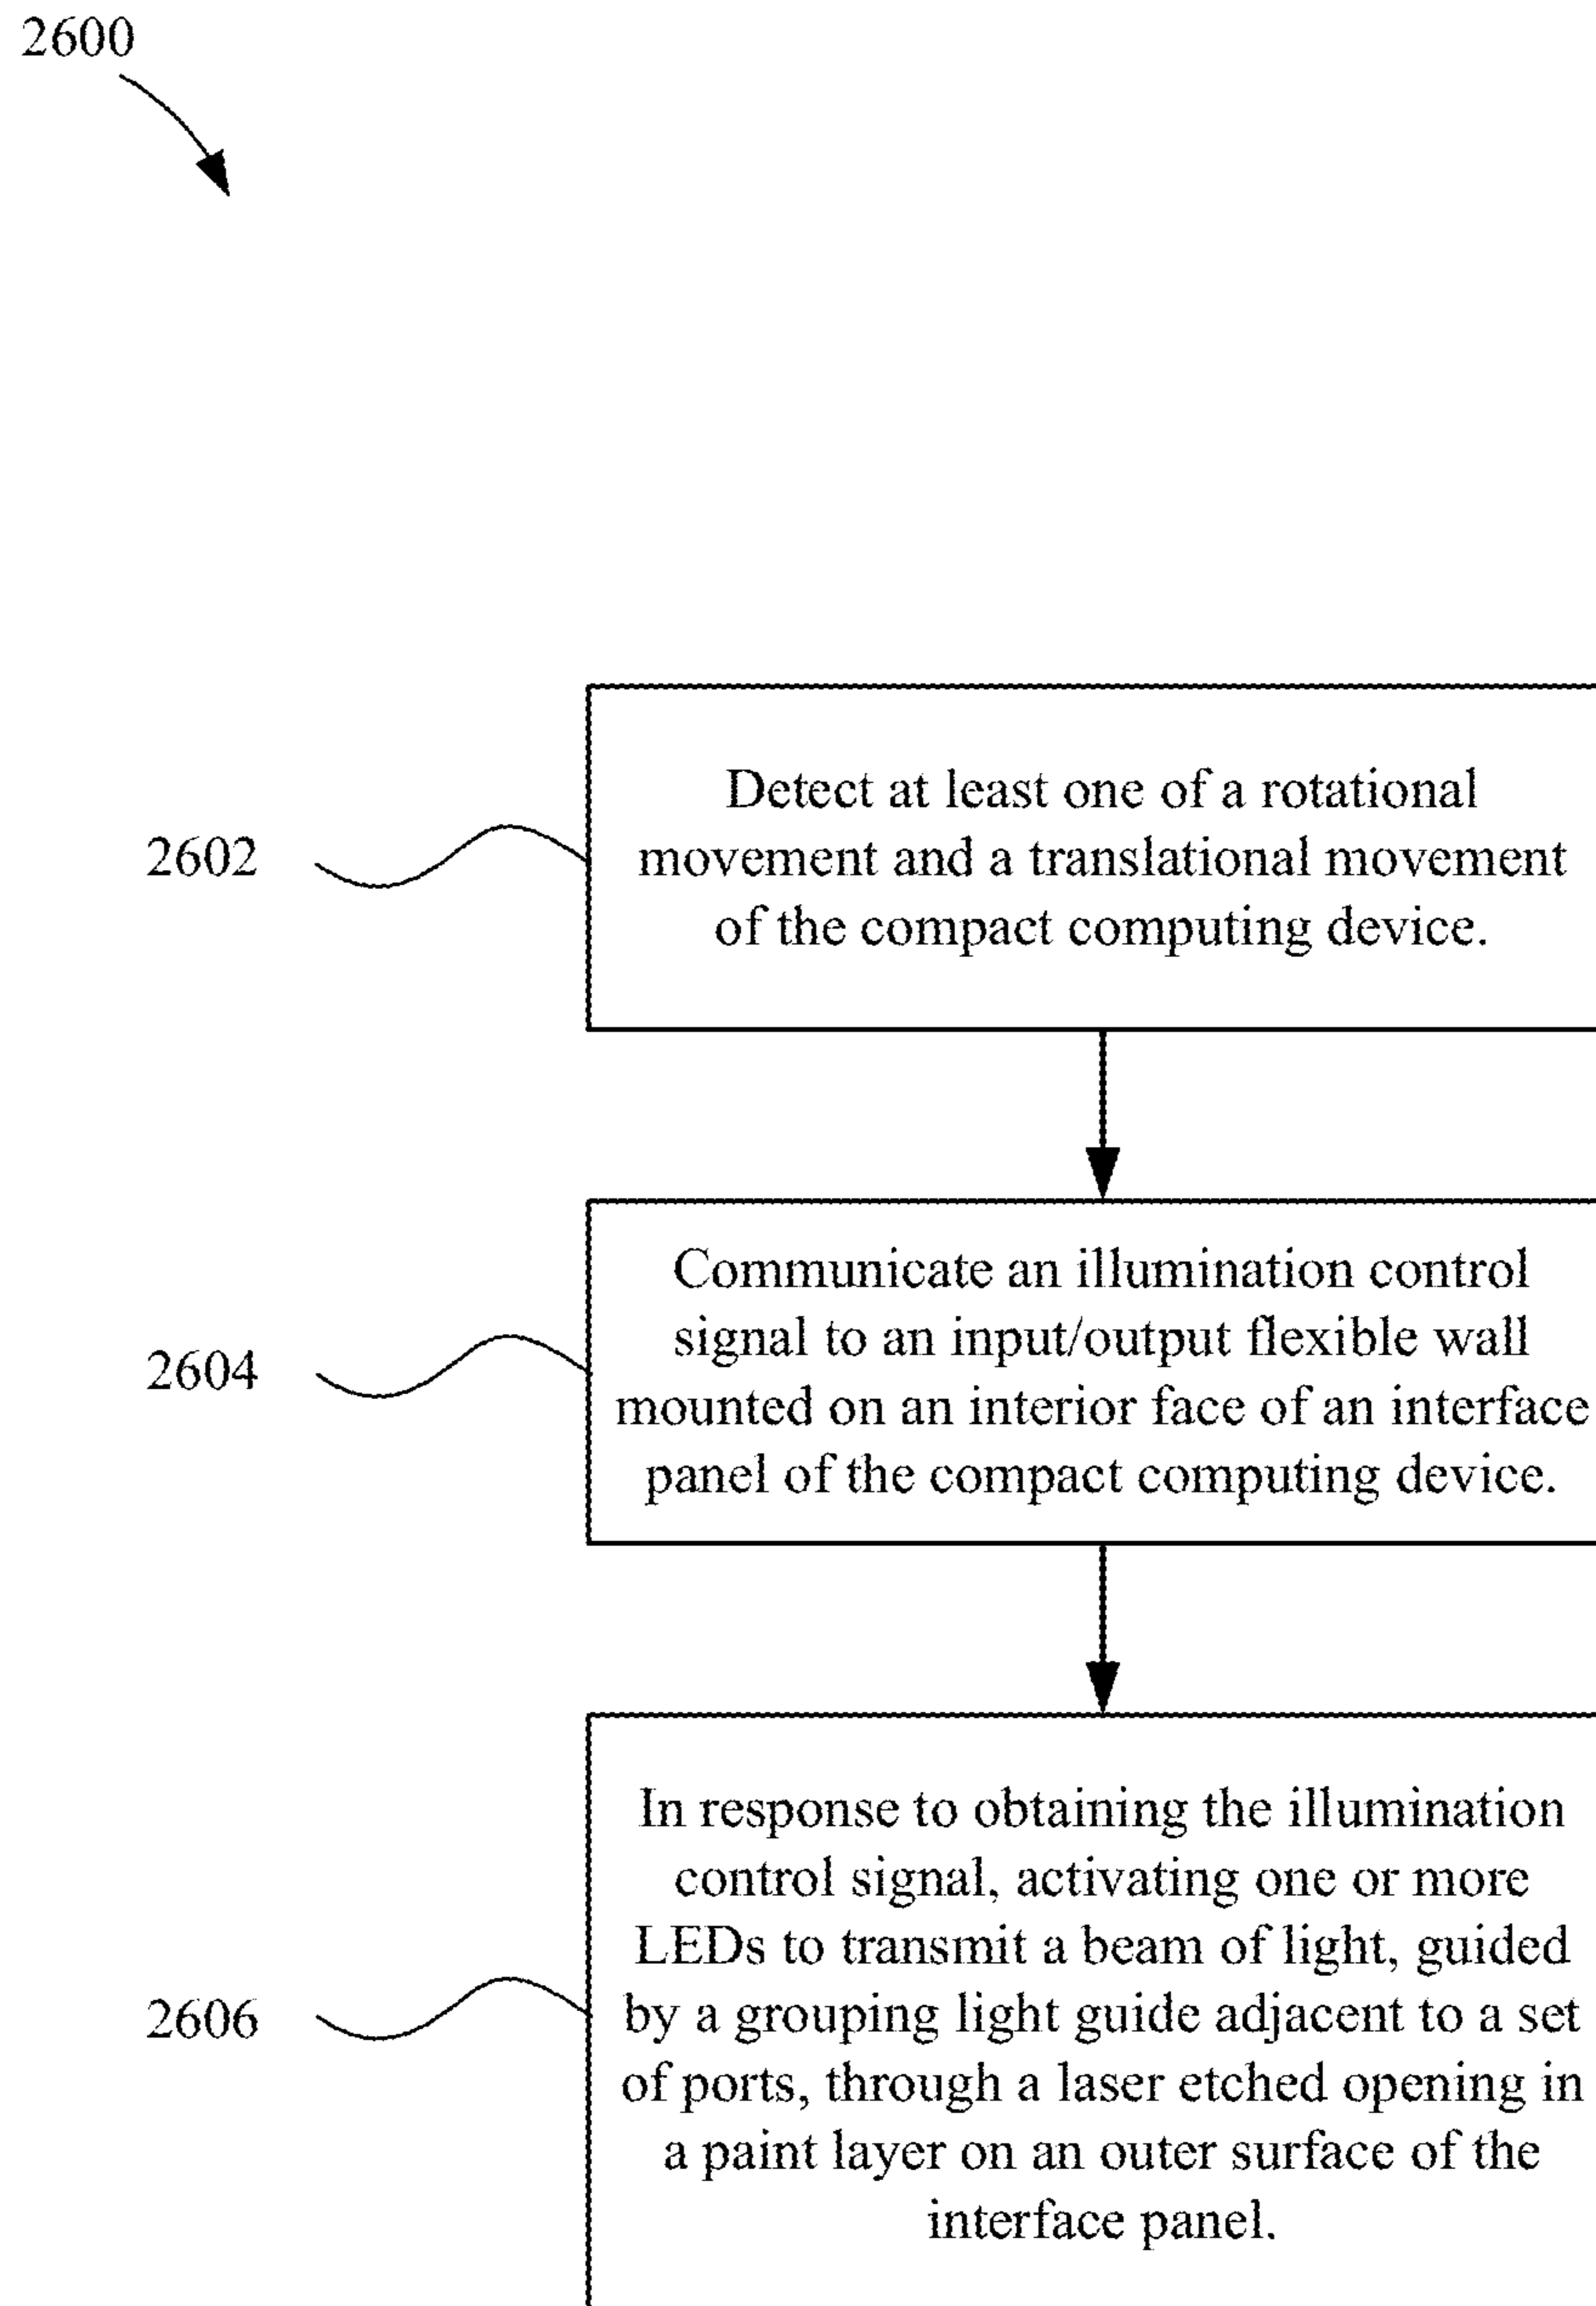 2600
2602
Detect at least one of a rotational
movement and a translational movement
of the compact computing device.
2604
Communicate an illumination control
signal to an input/output flexible wall
mounted on an interior face of an interface
panel of the compact computing device.
2606
In response to obtaining the illumination
control signal, activating one or more
LEDs to transmit a beam of light, guided
by a grouping light guide adjacent to a set
of ports, through a laser etched opening in
a paint layer on an outer surface of the
interface panel.